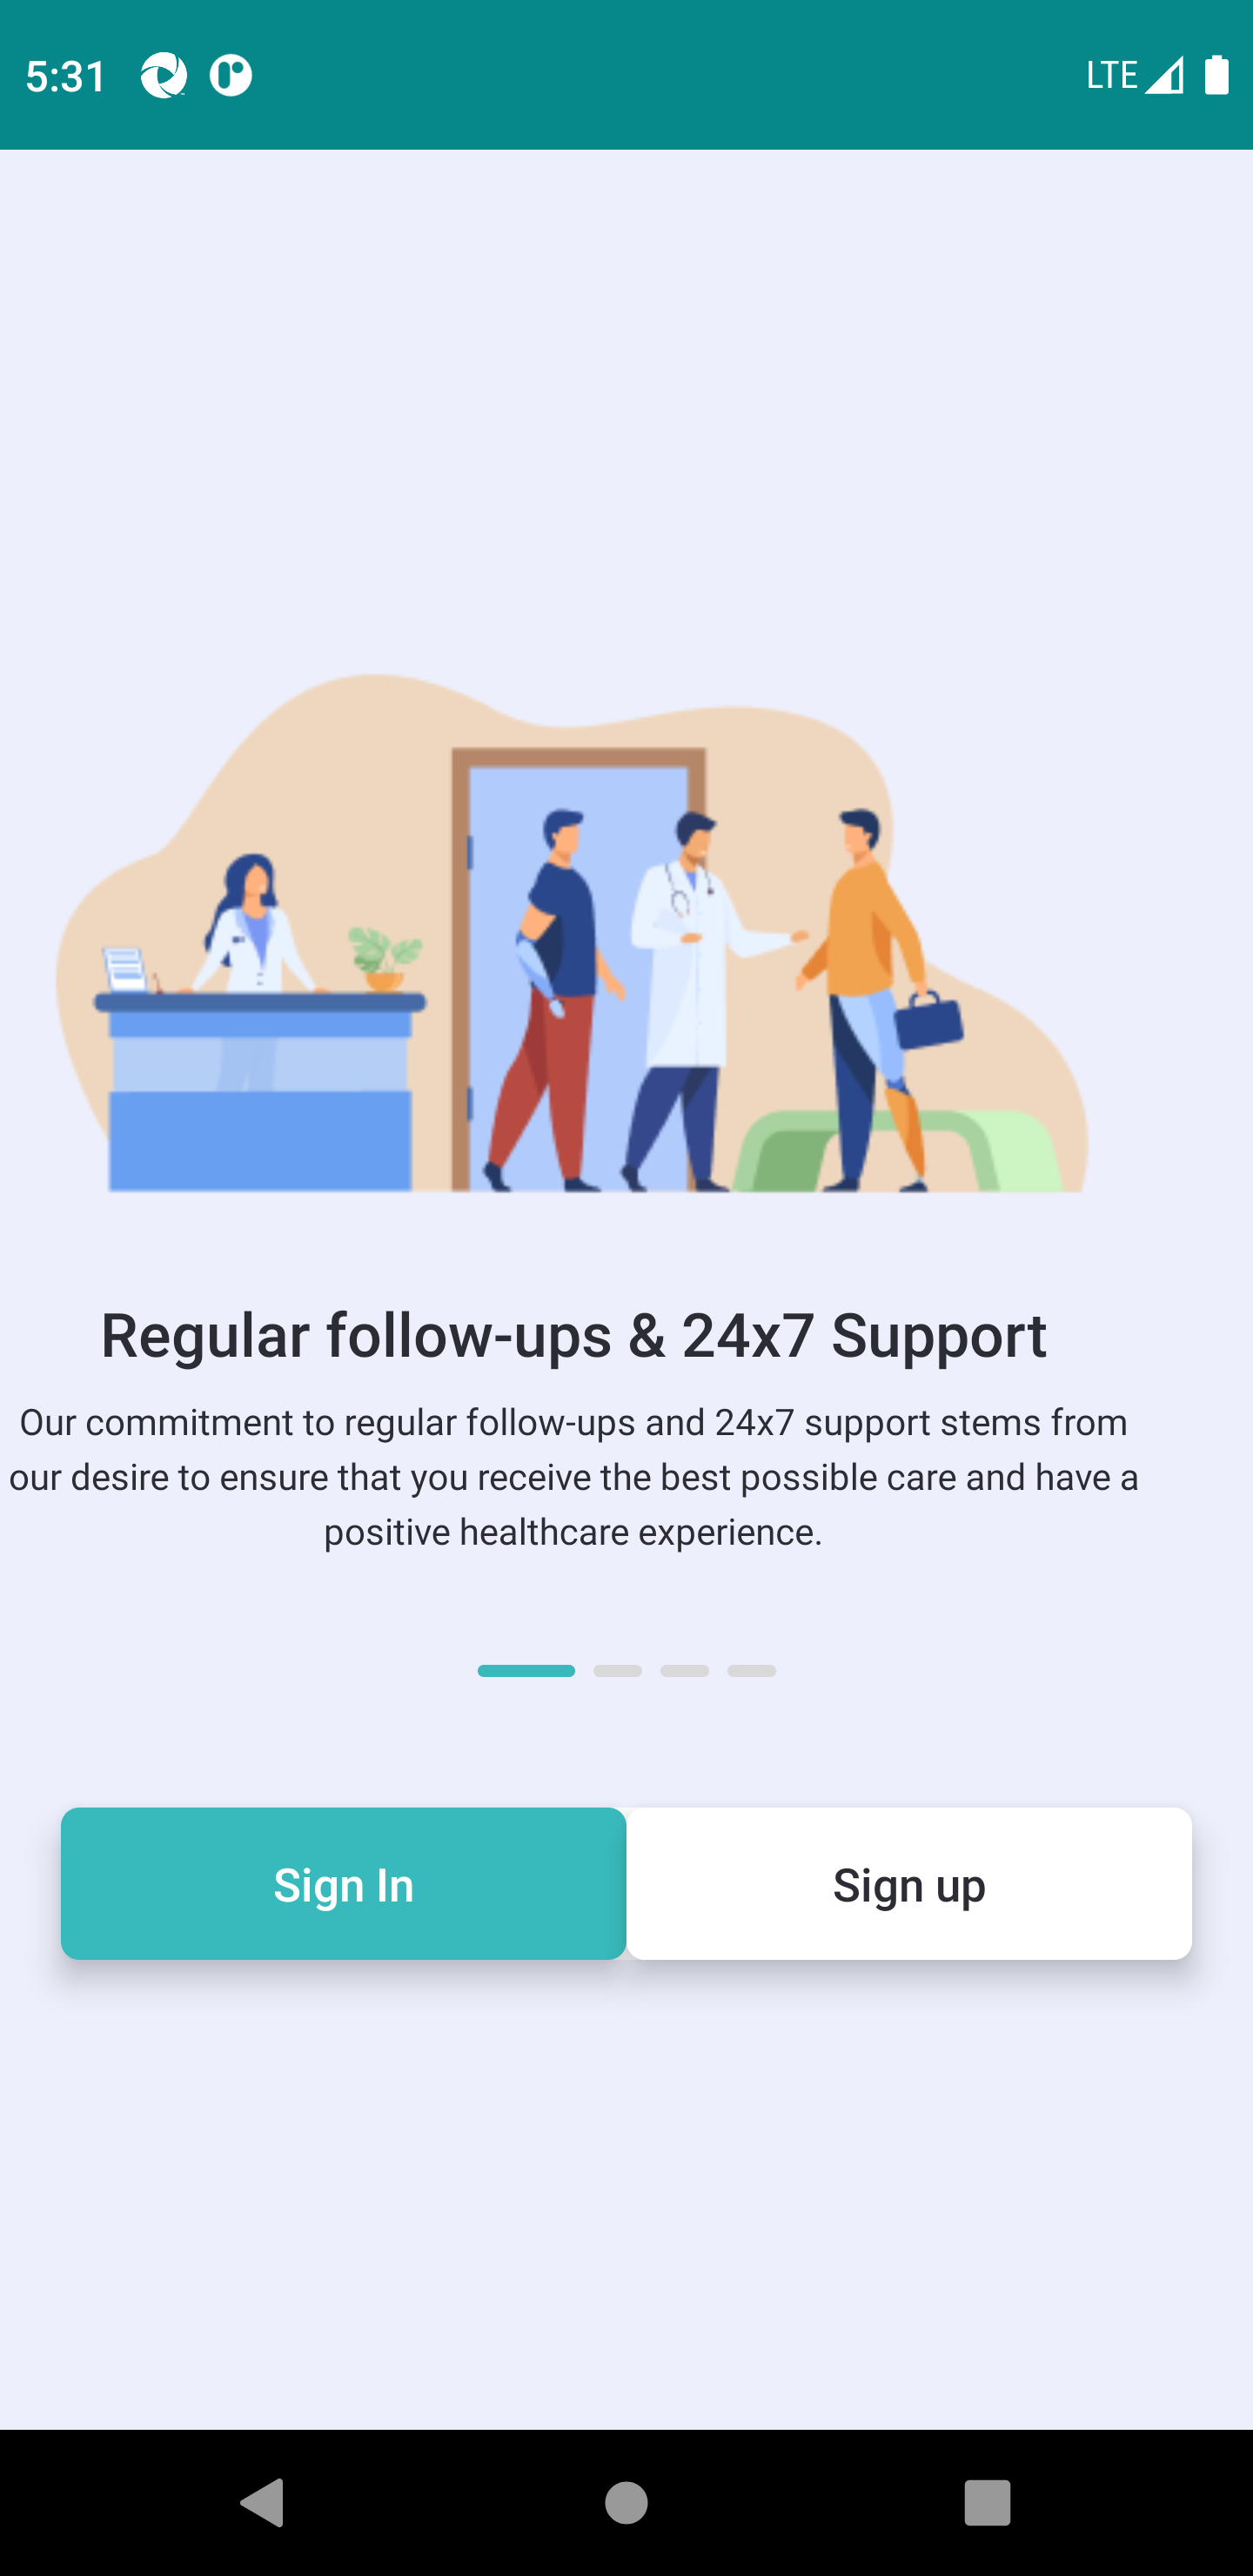 5:31
LTE
Regular follow-ups & 24x7 Support
Our commitment to regular follow-ups and 24x7 support stems from
our desire to ensure that you receive the best possible care and have a
positive healthcare experience.
Sign In
Sign up